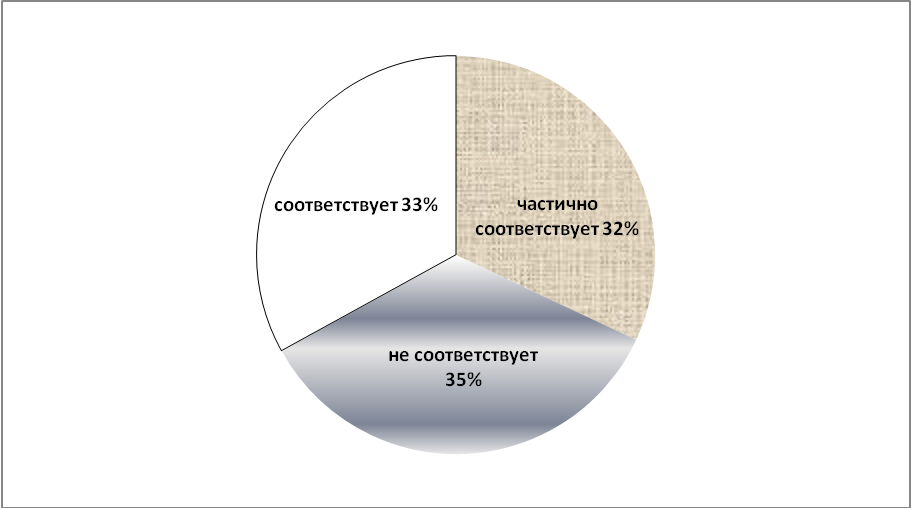 соответствует 33%
частично
соответствует 32%
не соответствует
35%